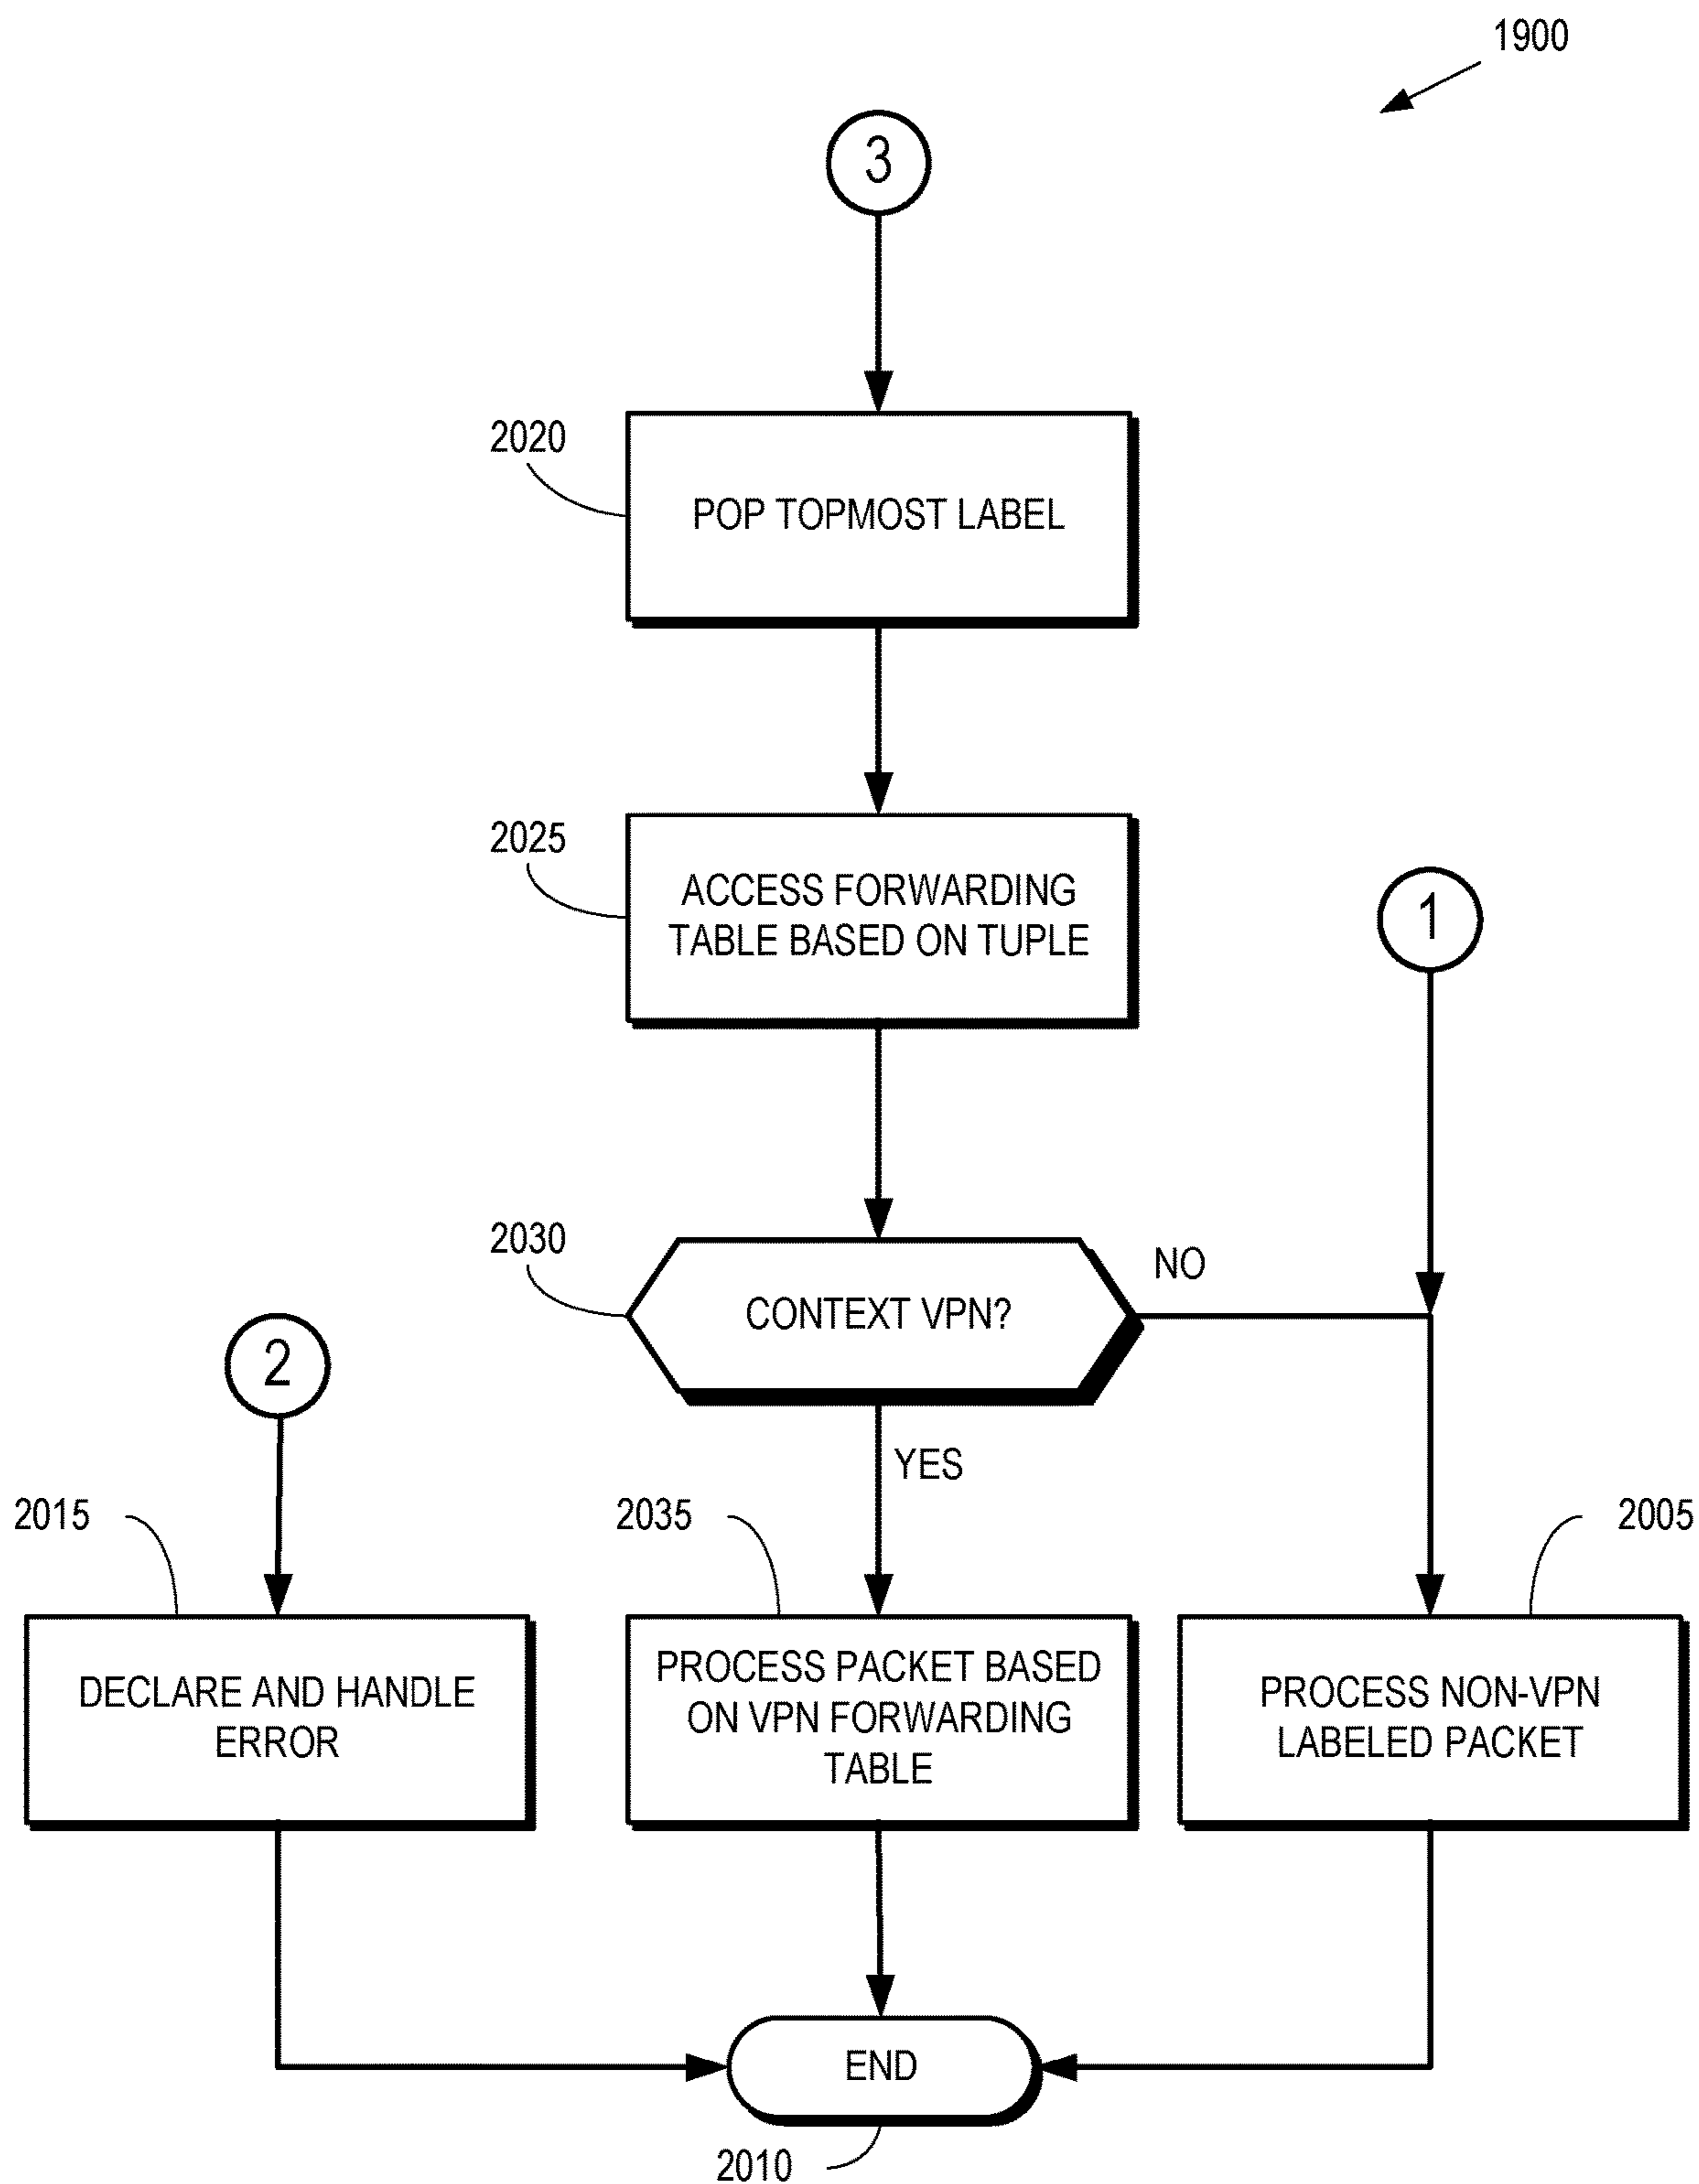 1900
3
2020
POP TOPMOST LABEL
2025
ACCESS FORWARDING
TABLE BASED ON TUPLE
1
2030
CONTEXT VPN?
NO
2
YES
2015
2035
2005
DECLARE AND HANDLE
ERROR
PROCESS PACKET BASED
ON VPN FORWARDING
TABLE
PROCESS NON-VPN
LABELED PACKET
END
2010